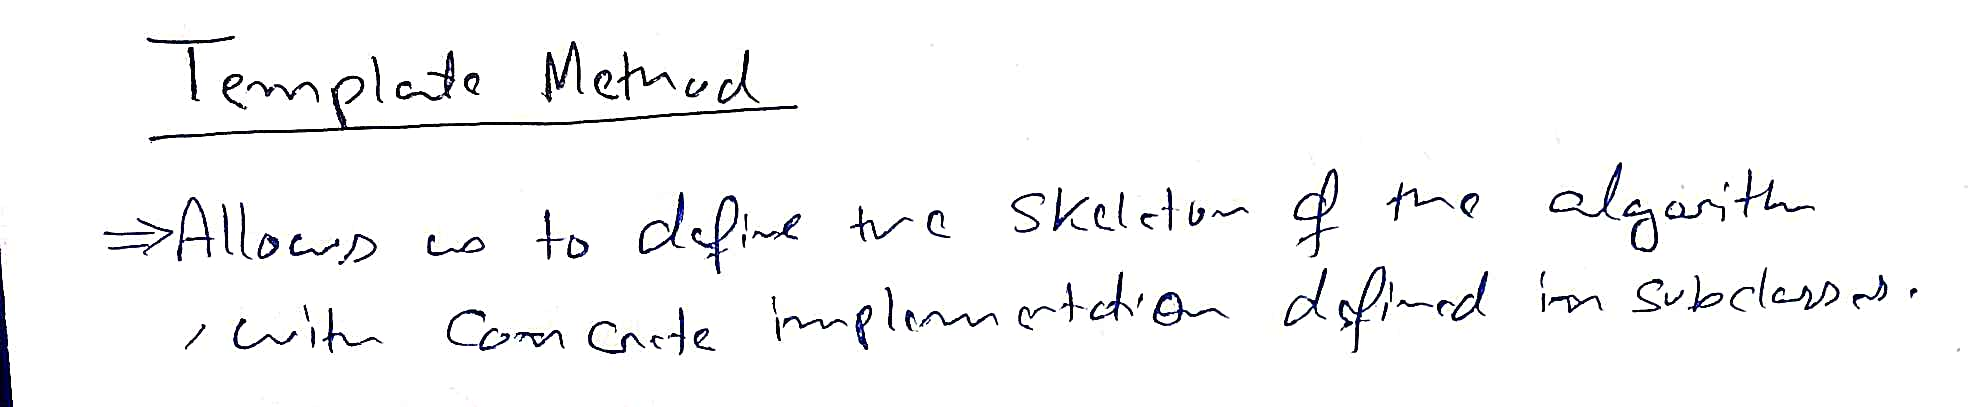 Template Method
⇒ Allows us to define the skeleton of the algorithm
, with concrete implementation defined in subclasses.